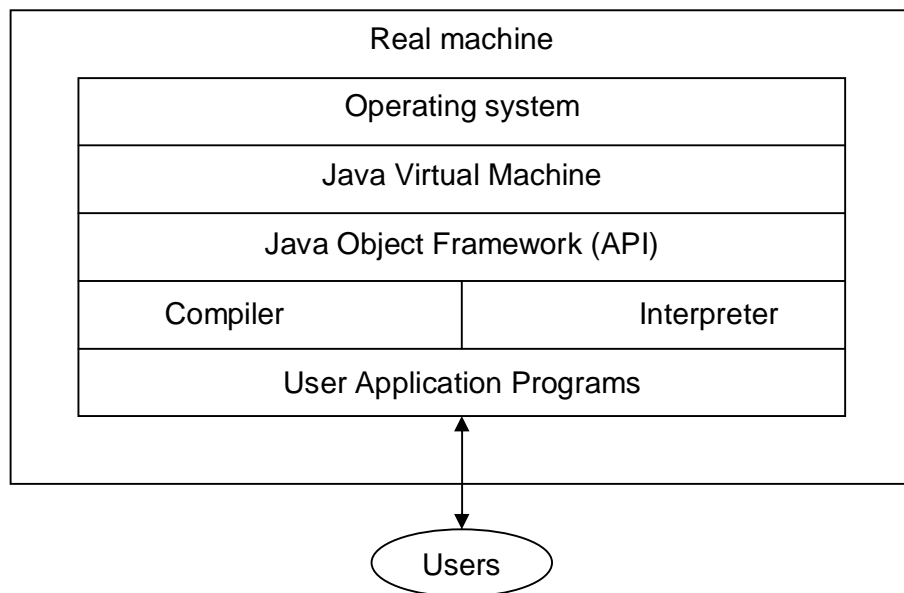 Real machine
Operating system
Java Virtual Machine
Java Object Framework (API)
Compiler Interpreter
User Application Programs
Users